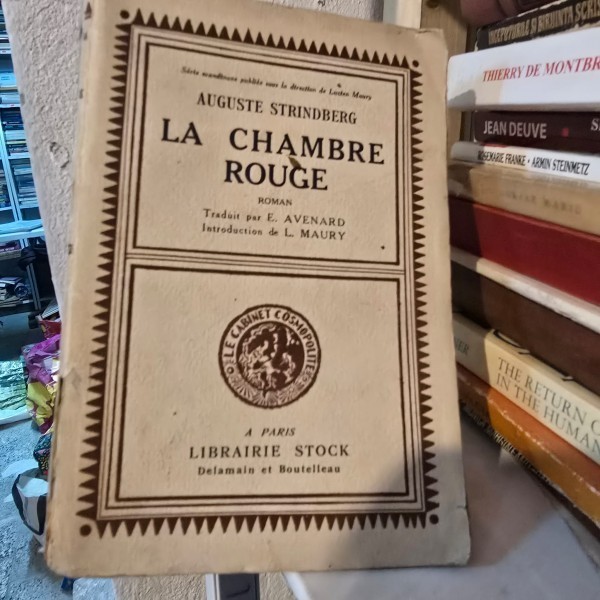 Série scandinave publiée sous la direction de Lucien Maury
AUGUSTE STRINDBERG
LA CHAMBRE
ROUGE
ROMAN
Traduit par E. AVENARD
Introduction de L. MAURY
LE CABINET COSMOPOLITE
A PARIS
LIBRAIRIE STOCK
Delamain et Boutelleau
THIERRY DE MONTBR
JEAN DEUVE
ROSEMARIE FRANKE • ARMIN STEINMETZ
THE RETURN O
IN THE HUMAN